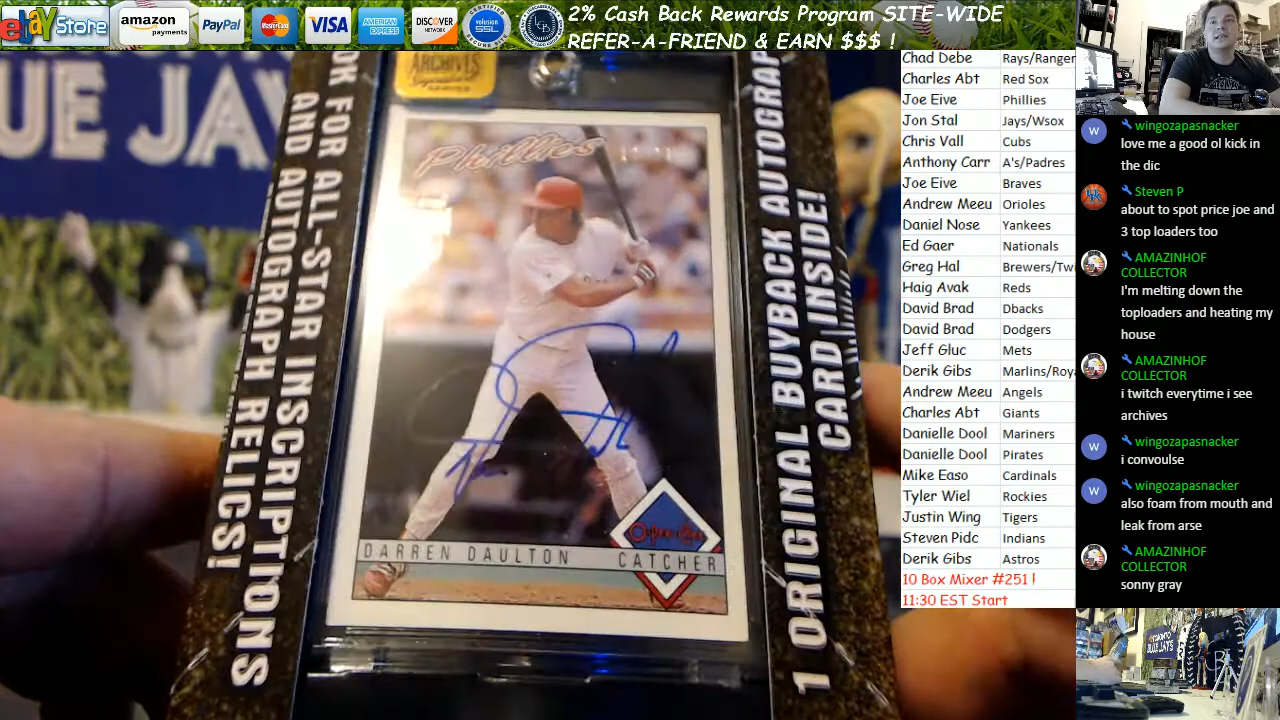 ebay Store
amazon
payments
PayPal
MasterCard
VISA
AMERICAN
EXPRESS
DISCOVER
NETWORK
volusion
SSL
2% Cash Back Rewards Program SITE-WIDE
REFER-A-FRIEND & EARN $$$ !
UE JAY
OK FOR ALL-STAR INSCRIPTIONS
AND AUTOGRAPH RELICS!
ARCHIVES
Phillies
DARREN DAULTON CATCHER
1 ORIGINAL BUYBACK AUTOGRAP
CARD INSIDE!
Chad Debe Rays/Ranger
Charles Abt Red Sox
Joe Eive Phillies
Jon Stal Jays/Wsox
Chris Vall Cubs
Anthony Carr A's/Padres
Joe Eive Braves
Andrew Meeu Orioles
Daniel Nose Yankees
Ed Gaer Nationals
Greg Hal Brewers/Tw
Haig Avak Reds
David Brad Dbacks
David Brad Dodgers
Jeff Gluc Mets
Derik Gibs Marlins/Roya
Andrew Meeu Angels
Charles Abt Giants
Danielle Dool Mariners
Danielle Dool Pirates
Mike Easo Cardinals
Tyler Wiel Rockies
Justin Wing Tigers
Steven Pidc Indians
Derik Gibs Astros
10 Box Mixer #251 !
11:30 EST Start
W wingozapasnacker
love me a good ol kick in
the dic
Steven P
about to spot price joe and
3 top loaders too
AMAZINHOF
COLLECTOR
I'm melting down the
toploaders and heating my
house
AMAZINHOF
COLLECTOR
i twitch everytime i see
archives
W wingozapasnacker
i convoulse
W wingozapasnacker
also foam from mouth and
leak from arse
AMAZINHOF
COLLECTOR
sonny gray
TORONTO
BLUE JAYS